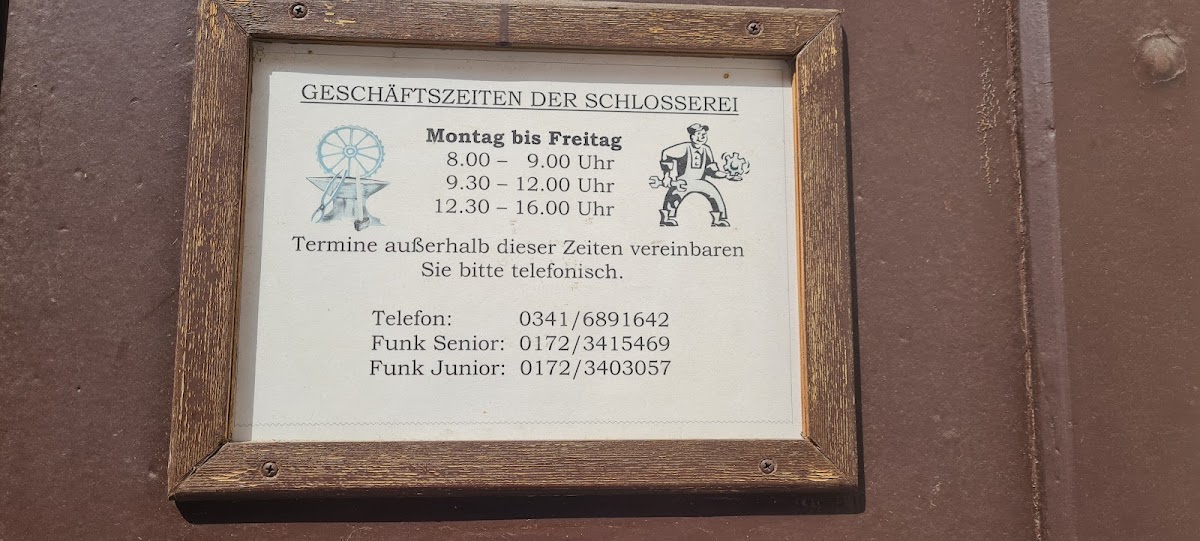 GESCHÄFTSZEITEN DER SCHLOSSEREI
Montag bis Freitag
8.00 – 9.00 Uhr
9.30 – 12.00 Uhr
12.30 – 16.00 Uhr
Termine außerhalb dieser Zeiten vereinbaren
Sie bitte telefonisch.
Telefon: 0341/6891642
Funk Senior: 0172/3415469
Funk Junior: 0172/3403057